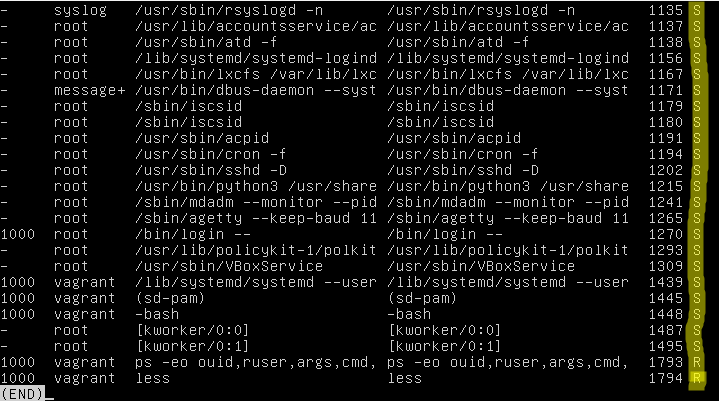 - syslog /usr/sbin/rsyslogd -n /usr/sbin/rsyslogd -n 1135 S
- root /usr/lib/accountsservice/ac /usr/lib/accountsservice/ac 1137 S
- root /usr/sbin/atd -f /usr/sbin/atd -f 1138 S
- root /lib/systemd/systemd-logind /lib/systemd/systemd-logind 1156 S
- root /usr/bin/lxcfs /var/lib/lxc /usr/bin/lxcfs /var/lib/lxc 1167 S
- message+ /usr/bin/dbus-daemon --syst /usr/bin/dbus-daemon --syst 1171 S
- root /sbin/iscsid /sbin/iscsid 1179 S
- root /sbin/iscsid /sbin/iscsid 1180 S
- root /usr/sbin/acpid /usr/sbin/acpid 1191 S
- root /usr/sbin/cron -f /usr/sbin/cron -f 1194 S
- root /usr/sbin/sshd -D /usr/sbin/sshd -D 1202 S
- root /usr/bin/python3 /usr/share /usr/bin/python3 /usr/share 1215 S
- root /sbin/mdadm --monitor --pid /sbin/mdadm --monitor --pid 1241 S
- root /sbin/agetty --keep-baud 11 /sbin/agetty --keep-baud 11 1265 S
1000 root /bin/login -- /bin/login -- 1270 S
- root /usr/lib/policykit-1/polkit /usr/lib/policykit-1/polkit 1293 S
- root /usr/sbin/VBoxService /usr/sbin/VBoxService 1309 S
1000 vagrant /lib/systemd/systemd --user /lib/systemd/systemd --user 1439 S
1000 vagrant (sd-pam) (sd-pam) 1445 S
1000 vagrant -bash -bash 1448 S
- root [kworker/0:0] [kworker/0:0] 1487 S
- root [kworker/0:1] [kworker/0:1] 1495 S
1000 vagrant ps -eo ouid,ruser,args,cmd, ps -eo ouid,ruser,args,cmd, 1793 R
1000 vagrant less less 1794 R
(END)